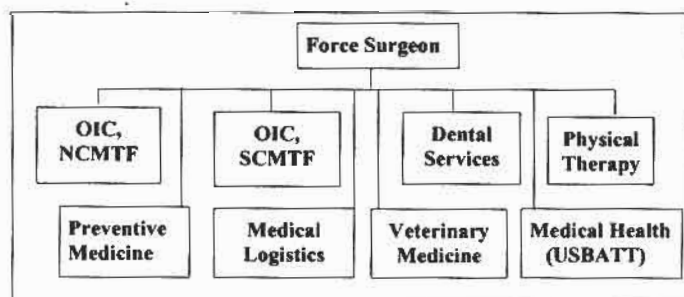 Force Surgeon
OIC,
NCMTF
OIC,
SCMTF
Dental
Services
Physical
Therapy
Preventive
Medicine
Medical
Logistics
Veterinary
Medicine
Medical Health
(USBATT)